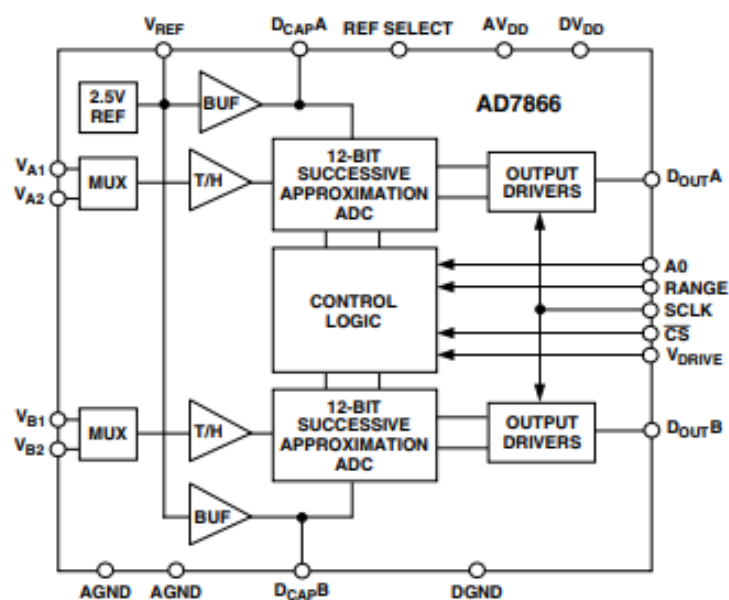 VREF
DCAPA
REF SELECT
AVDD
DVDD
2.5V
REF
BUF
AD7866
VA1
VA2
MUX
T/H
12-BIT
SUCCESSIVE
APPROXIMATION
ADC
OUTPUT
DRIVERS
DOUTA
CONTROL
LOGIC
A0
RANGE
SCLK
CS
VDRIVE
VB1
VB2
MUX
T/H
12-BIT
SUCCESSIVE
APPROXIMATION
ADC
OUTPUT
DRIVERS
DOUTB
BUF
AGND
AGND
DCAPB
DGND